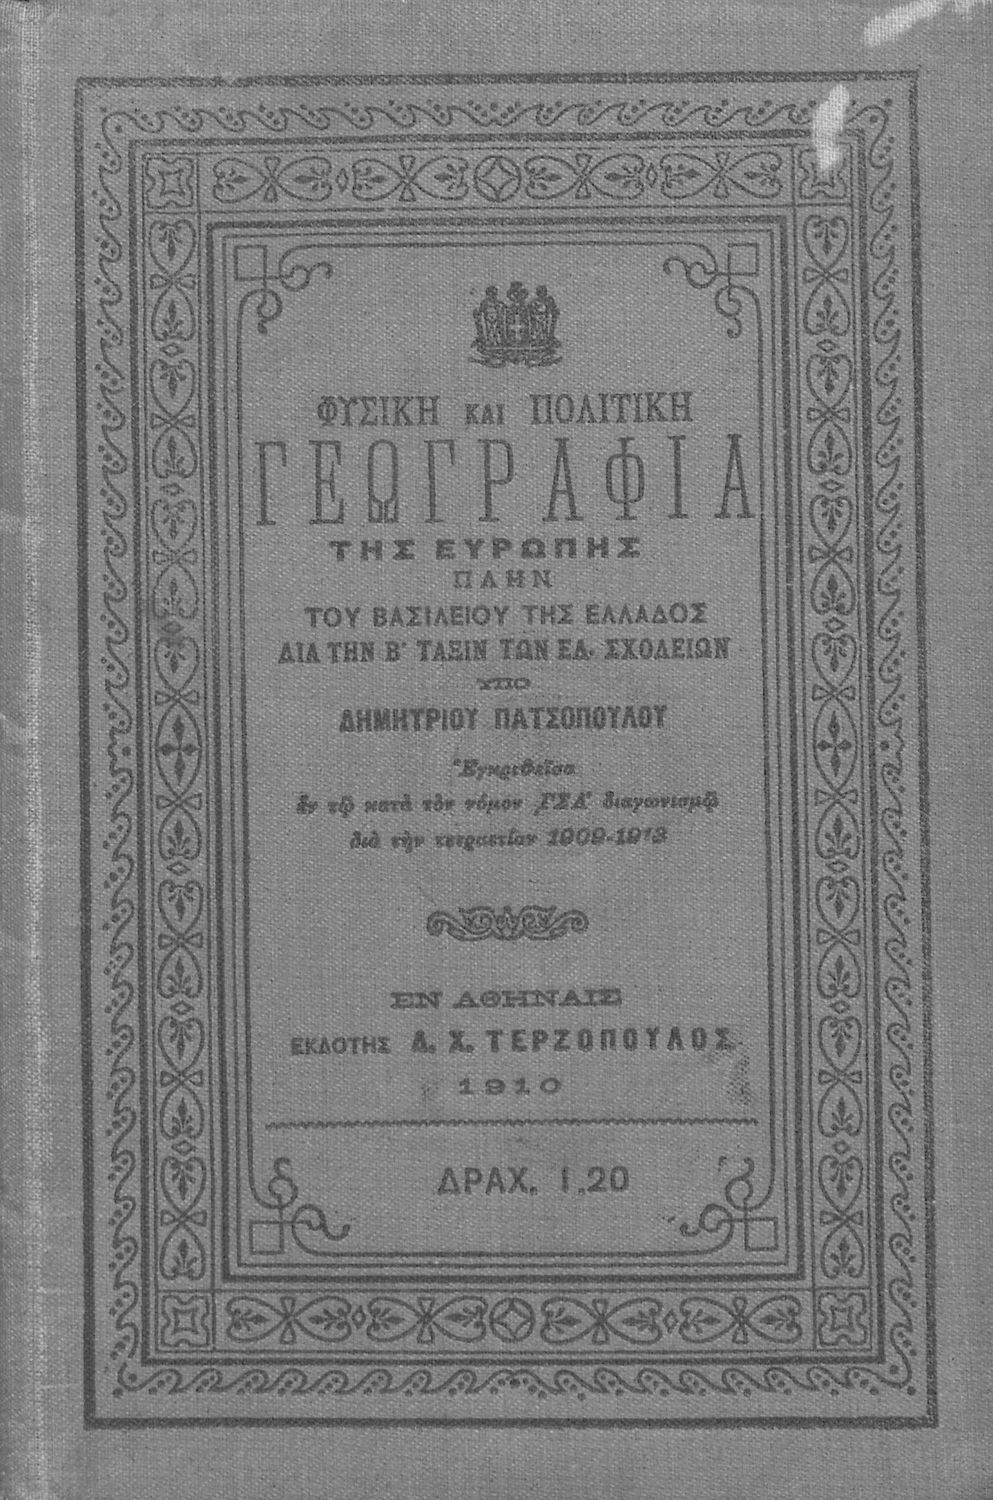 ΦΥΣΙΚΗ ΚΑΙ ΠΟΛΙΤΙΚΗ
ΓΕΩΓΡΑΦΙΑ
ΤΗΣ ΕΥΡΩΠΗΣ
ΠΛΗΝ
ΤΟΥ ΒΑΣΙΛΕΙΟΥ ΤΗΣ ΕΛΛΑΔΟΣ
ΔΙΑ ΤΗΝ Β΄ ΤΑΞΙΝ ΤΩΝ ΕΛ. ΣΧΟΛΕΙΩΝ
ΥΠΟ
ΔΗΜΗΤΡΙΟΥ ΠΑΤΣΟΠΟΥΛΟΥ
Ἐγκριθεῖσα
ἐν τῷ κατὰ τὸν νόμον ͵ΓΣΑ΄ διαγωνισμῷ
διὰ τὴν τετραετίαν 1909-1913
ΕΝ ΑΘΗΝΑΙΣ
ΕΚΔΟΤΗΣ Δ. Χ. ΤΕΡΖΟΠΟΥΛΟΣ
1910
ΔΡΑΧ. 1.20